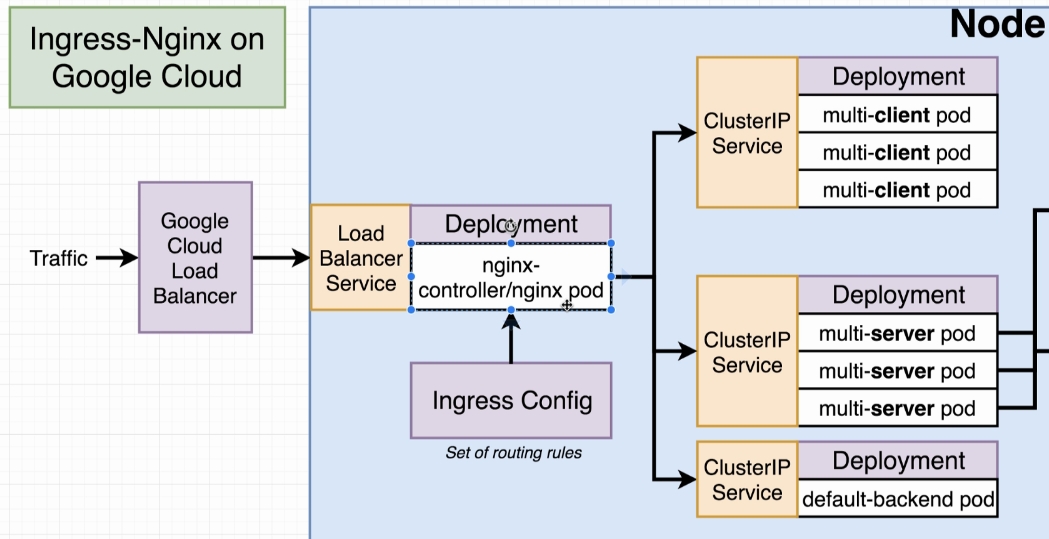 Ingress-Nginx on
Google Cloud
Node
Traffic
Google
Cloud
Load
Balancer
Load
Balancer
Service
Deployment
nginx-
controller/nginx pod
Ingress Config
Set of routing rules
ClusterIP
Service
Deployment
multi-client pod
multi-client pod
multi-client pod
ClusterIP
Service
Deployment
multi-server pod
multi-server pod
multi-server pod
ClusterIP
Service
Deployment
default-backend pod